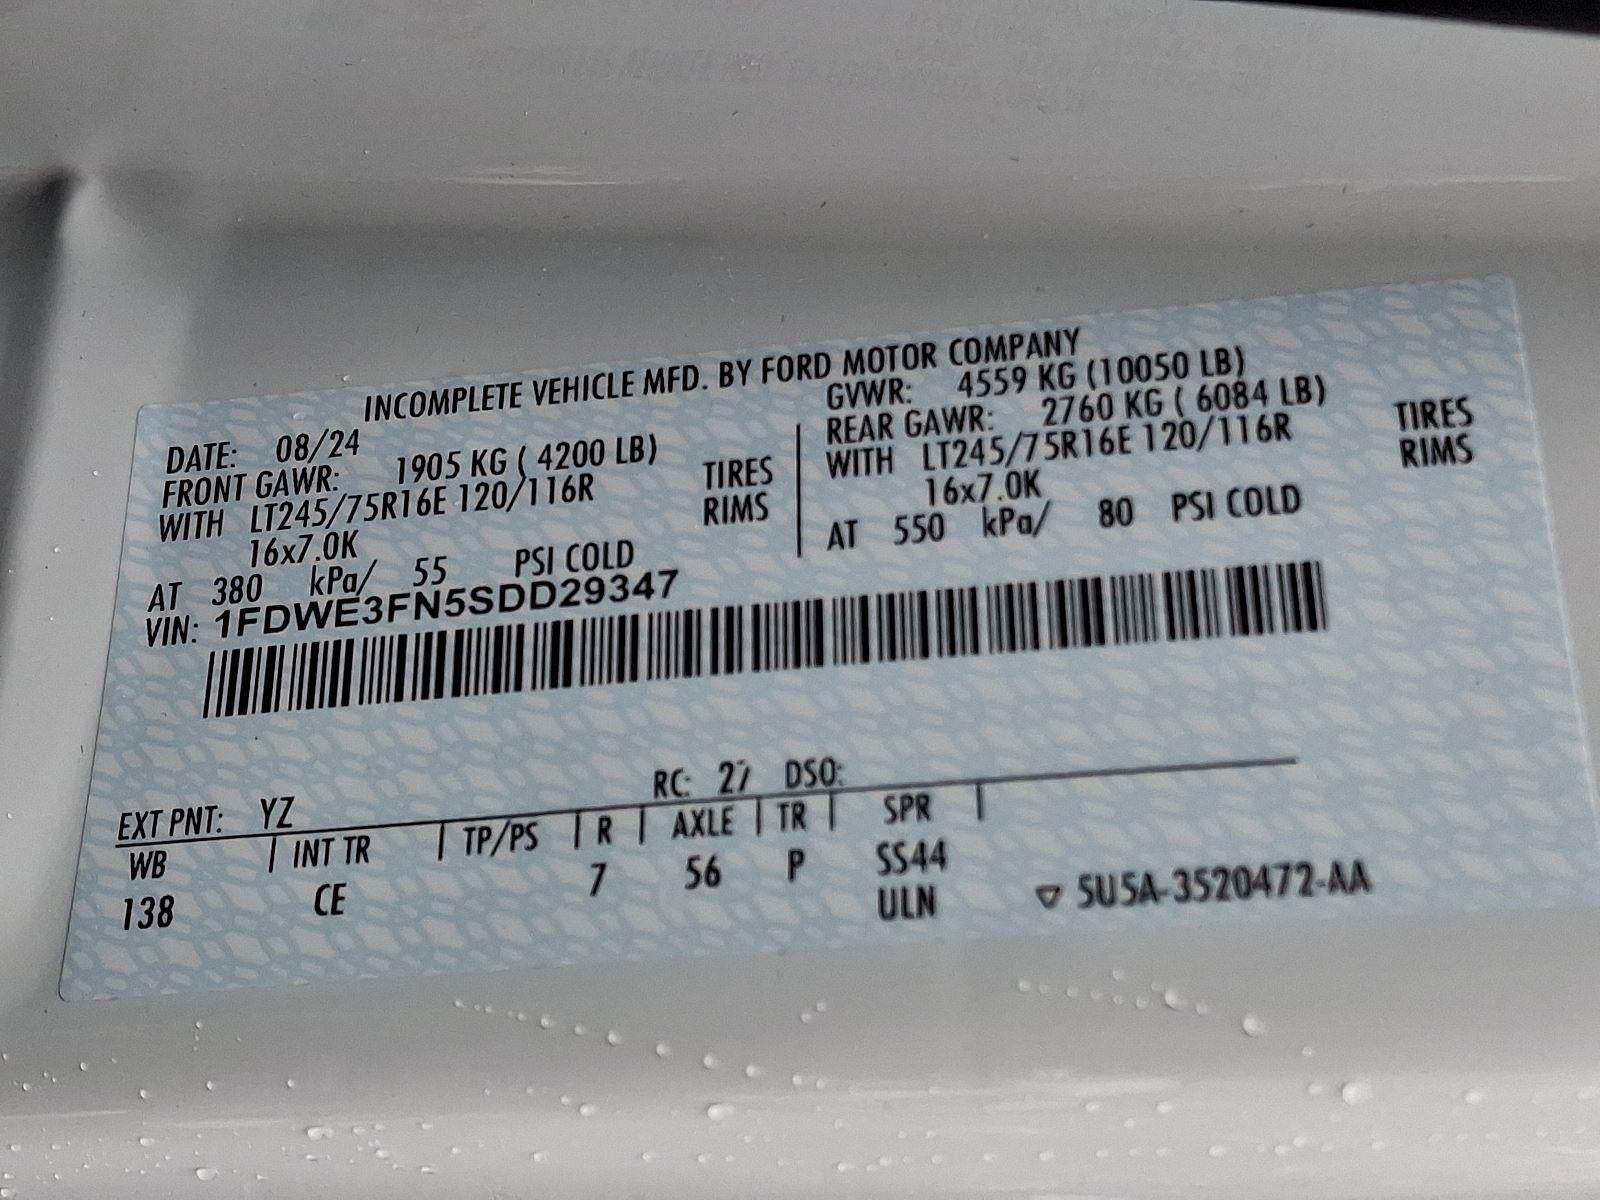 INCOMPLETE VEHICLE MFD. BY FORD MOTOR COMPANY
DATE: 08/24
FRONT GAWR: 1905 KG ( 4200 LB)
WITH LT245/75R16E 120/116R TIRES
16x7.0K RIMS
AT 380 kPa/ 55 PSI COLD
GVWR: 4559 KG (10050 LB)
REAR GAWR: 2760 KG ( 6084 LB)
WITH LT245/75R16E 120/116R TIRES
16x7.0K RIMS
AT 550 kPa/ 80 PSI COLD
VIN: 1FDWE3FN5SDD29347
EXT PNT: YZ RC: 27 DSO:
WB | INT TR | TP/PS | R | AXLE | TR | SPR |
138 CE 7 56 P SS44
ULN ▽ 5U5A-3520472-AA